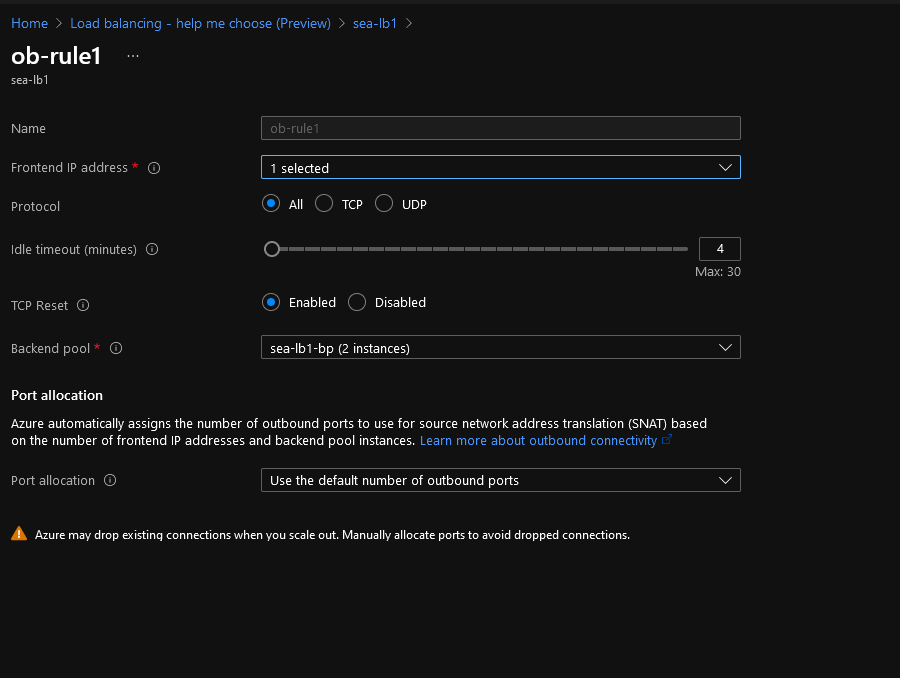 Home > Load balancing - help me choose (Preview) > sea-lb1 >
ob-rule1 ...
sea-lb1
Name ob-rule1
Frontend IP address * 1 selected
Protocol All TCP UDP
Idle timeout (minutes) 4
Max: 30
TCP Reset Enabled Disabled
Backend pool * sea-lb1-bp (2 instances)
Port allocation
Azure automatically assigns the number of outbound ports to use for source network address translation (SNAT) based
on the number of frontend IP addresses and backend pool instances. Learn more about outbound connectivity
Port allocation Use the default number of outbound ports
Azure may drop existing connections when you scale out. Manually allocate ports to avoid dropped connections.